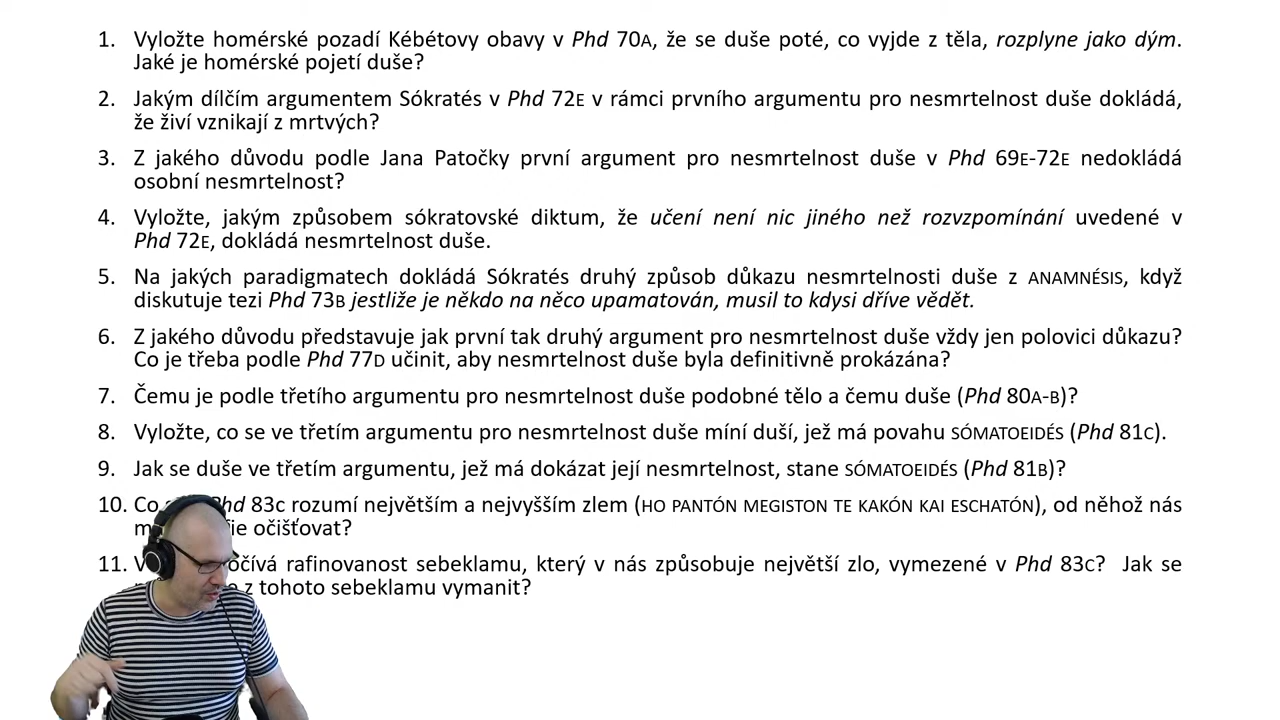 1. Vyložte homérské pozadí Kébétovy obavy v Phd 70A, že se duše poté, co vyjde z těla, rozplyne jako dým.
Jaké je homérské pojetí duše?
2. Jakým dílčím argumentem Sókratés v Phd 72E v rámci prvního argumentu pro nesmrtelnost duše dokládá,
že živí vznikají z mrtvých?
3. Z jakého důvodu podle Jana Patočky první argument pro nesmrtelnost duše v Phd 69E-72E nedokládá
osobní nesmrtelnost?
4. Vyložte, jakým způsobem sókratovské diktum, že učení není nic jiného než rozvzpomínání uvedené v
Phd 72E, dokládá nesmrtelnost duše.
5. Na jakých paradigmatech dokládá Sókratés druhý způsob důkazu nesmrtelnosti duše z ANAMNÉSIS, když
diskutuje tezi Phd 73B jestliže je někdo na něco upamatován, musil to kdysi dříve vědět.
6. Z jakého důvodu představuje jak první tak druhý argument pro nesmrtelnost duše vždy jen polovici důkazu?
Co je třeba podle Phd 77D učinit, aby nesmrtelnost duše byla definitivně prokázána?
7. Čemu je podle třetího argumentu pro nesmrtelnost duše podobné tělo a čemu duše (Phd 80A-B)?
8. Vyložte, co se ve třetím argumentu pro nesmrtelnost duše míní duší, jež má povahu SÓMATOEIDÉS (Phd 81C).
9. Jak se duše ve třetím argumentu, jež má dokázat její nesmrtelnost, stane SÓMATOEIDÉS (Phd 81B)?
10. Co 83c rozumí největším a nejvyšším zlem (HO PANTÓN MEGISTON TE KAKÓN KAI ESCHATÓN), od něhož nás
očišťovat?
11. rafinovanost sebeklamu, který v nás způsobuje největší zlo, vymezené v Phd 83C? Jak se
z tohoto sebeklamu vymanit?